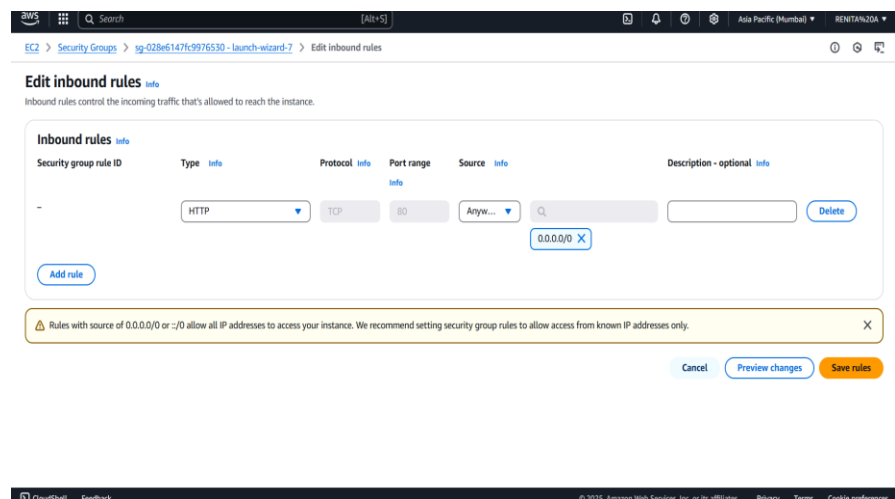 aws Search [Alt+S] Asia Pacific (Mumbai) RENITA%20A
EC2 > Security Groups > sg-028e6147fc9976530 - launch-wizard-7 > Edit inbound rules
Edit inbound rules Info
Inbound rules control the incoming traffic that's allowed to reach the instance.
Inbound rules Info
Security group rule ID Type Info Protocol Info Port range Info Source Info Description - optional Info
– HTTP TCP 80 Anyw... Delete
0.0.0.0/0 X
Add rule
Rules with source of 0.0.0.0/0 or ::/0 allow all IP addresses to access your instance. We recommend setting security group rules to allow access from known IP addresses only.
Cancel Preview changes Save rules
CloudShell Feedback © 2025, Amazon Web Services, Inc. or its affiliates. Privacy Terms Cookie preferences